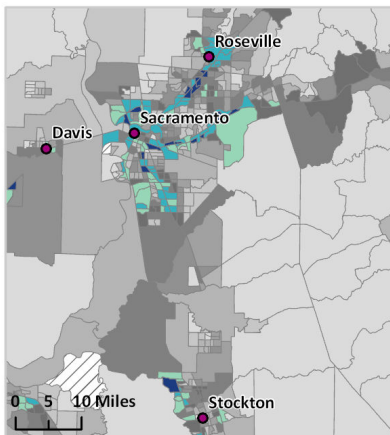 Roseville
Sacramento
Davis
0 5 10 Miles
Stockton